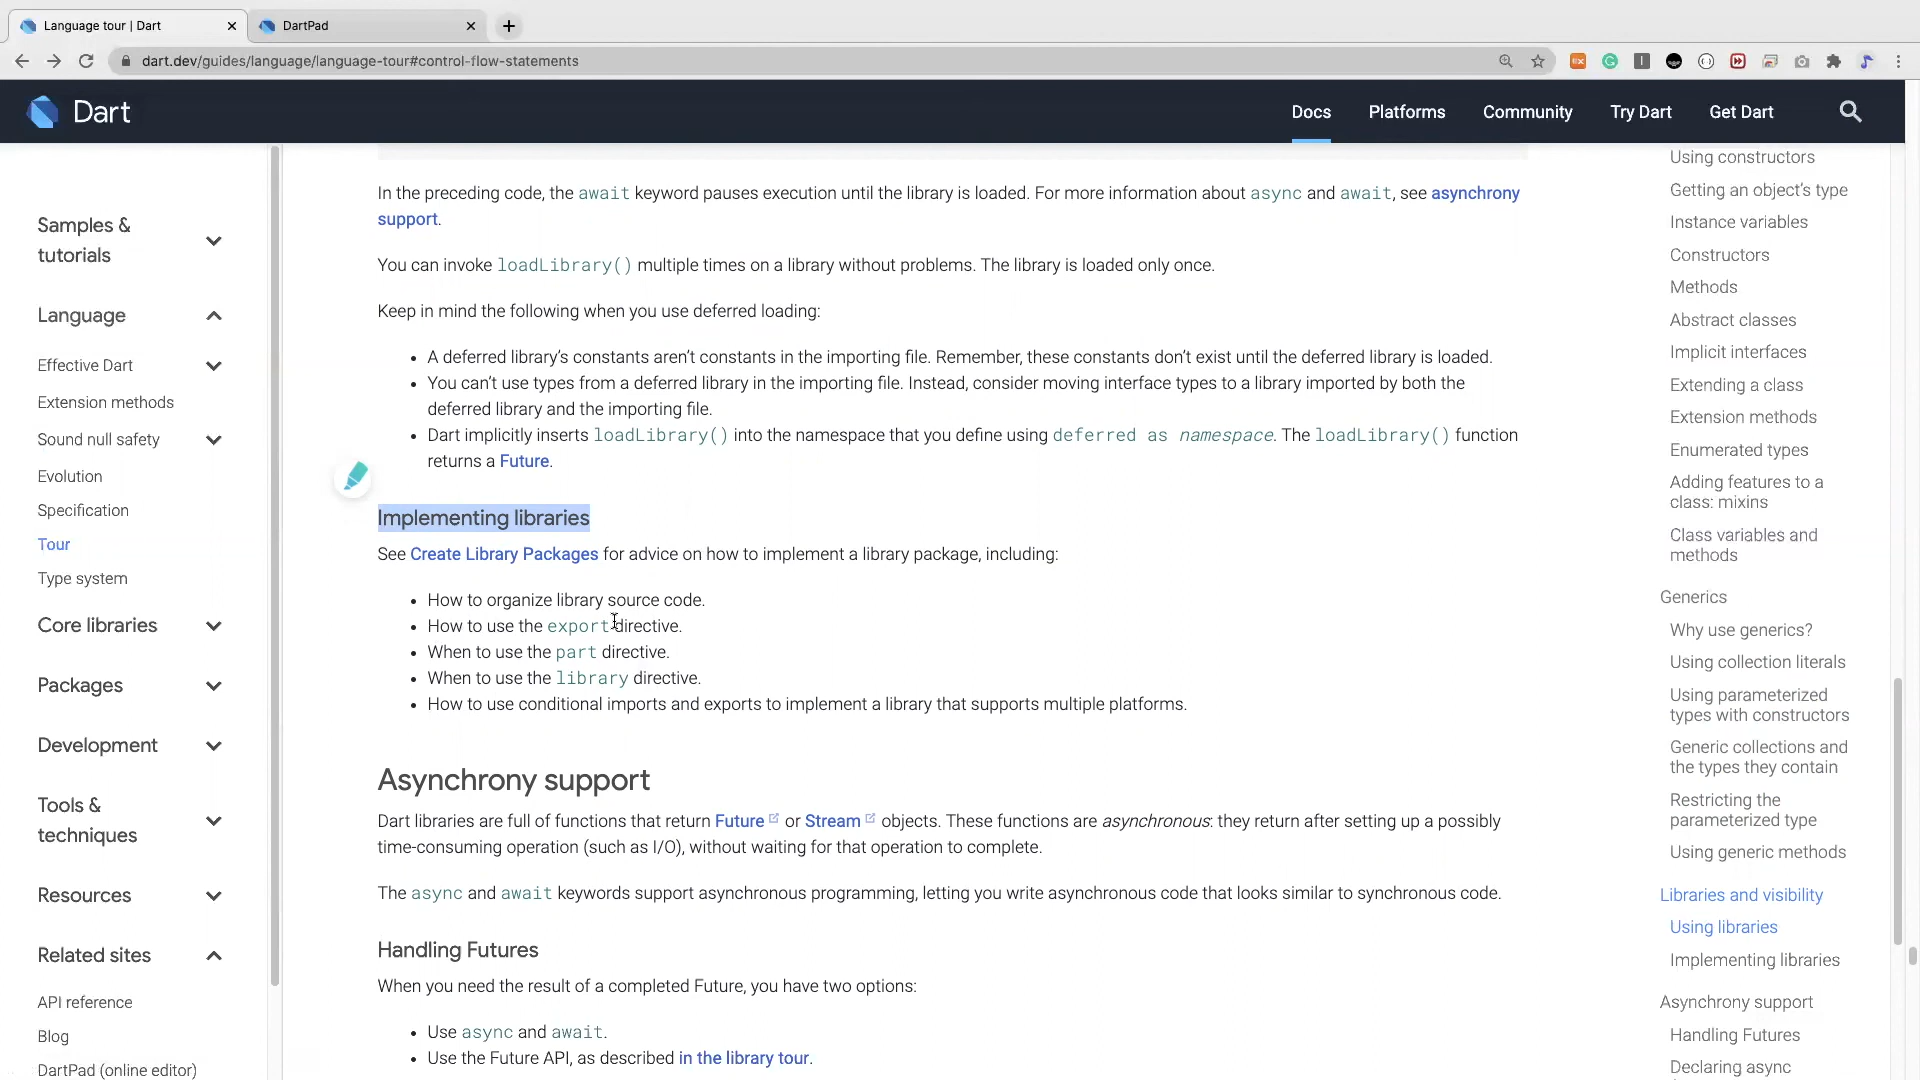 Language tour | Dart
DartPad
dart.dev/guides/language/language-tour#control-flow-statements
Dart
Docs
Platforms
Community
Try Dart
Get Dart
Samples &
tutorials
Language
Effective Dart
Extension methods
Sound null safety
Evolution
Specification
Tour
Type system
Core libraries
Packages
Development
Tools &
techniques
Resources
Related sites
API reference
Blog
DartPad (online editor)
In the preceding code, the await keyword pauses execution until the library is loaded. For more information about async and await, see asynchrony
support.
You can invoke loadLibrary() multiple times on a library without problems. The library is loaded only once.
Keep in mind the following when you use deferred loading:
• A deferred library’s constants aren’t constants in the importing file. Remember, these constants don’t exist until the deferred library is loaded.
• You can’t use types from a deferred library in the importing file. Instead, consider moving interface types to a library imported by both the
deferred library and the importing file.
• Dart implicitly inserts loadLibrary() into the namespace that you define using deferred as namespace. The loadLibrary() function
returns a Future.
Implementing libraries
See Create Library Packages for advice on how to implement a library package, including:
• How to organize library source code.
• How to use the export directive.
• When to use the part directive.
• When to use the library directive.
• How to use conditional imports and exports to implement a library that supports multiple platforms.
Asynchrony support
Dart libraries are full of functions that return Future or Stream objects. These functions are asynchronous: they return after setting up a possibly
time-consuming operation (such as I/O), without waiting for that operation to complete.
The async and await keywords support asynchronous programming, letting you write asynchronous code that looks similar to synchronous code.
Handling Futures
When you need the result of a completed Future, you have two options:
• Use async and await.
• Use the Future API, as described in the library tour.
Using constructors
Getting an object’s type
Instance variables
Constructors
Methods
Abstract classes
Implicit interfaces
Extending a class
Extension methods
Enumerated types
Adding features to a
class: mixins
Class variables and
methods
Generics
Why use generics?
Using collection literals
Using parameterized
types with constructors
Generic collections and
the types they contain
Restricting the
parameterized type
Using generic methods
Libraries and visibility
Using libraries
Implementing libraries
Asynchrony support
Handling Futures
Declaring async